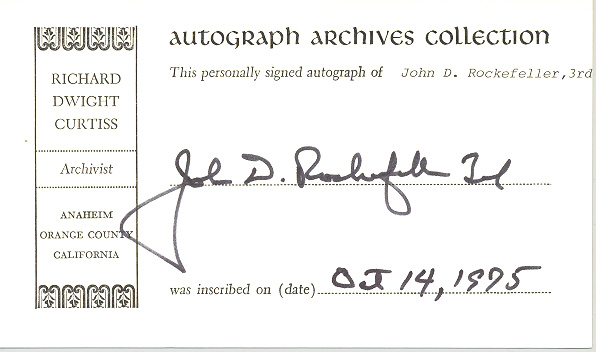 autograph archives collection
This personally signed autograph of John D. Rockefeller, 3rd
RICHARD
DWIGHT
CURTISS
Archivist
ANAHEIM
ORANGE COUNTY
CALIFORNIA
John D. Rockefeller 3rd
was inscribed on (date) Oct 14, 1975